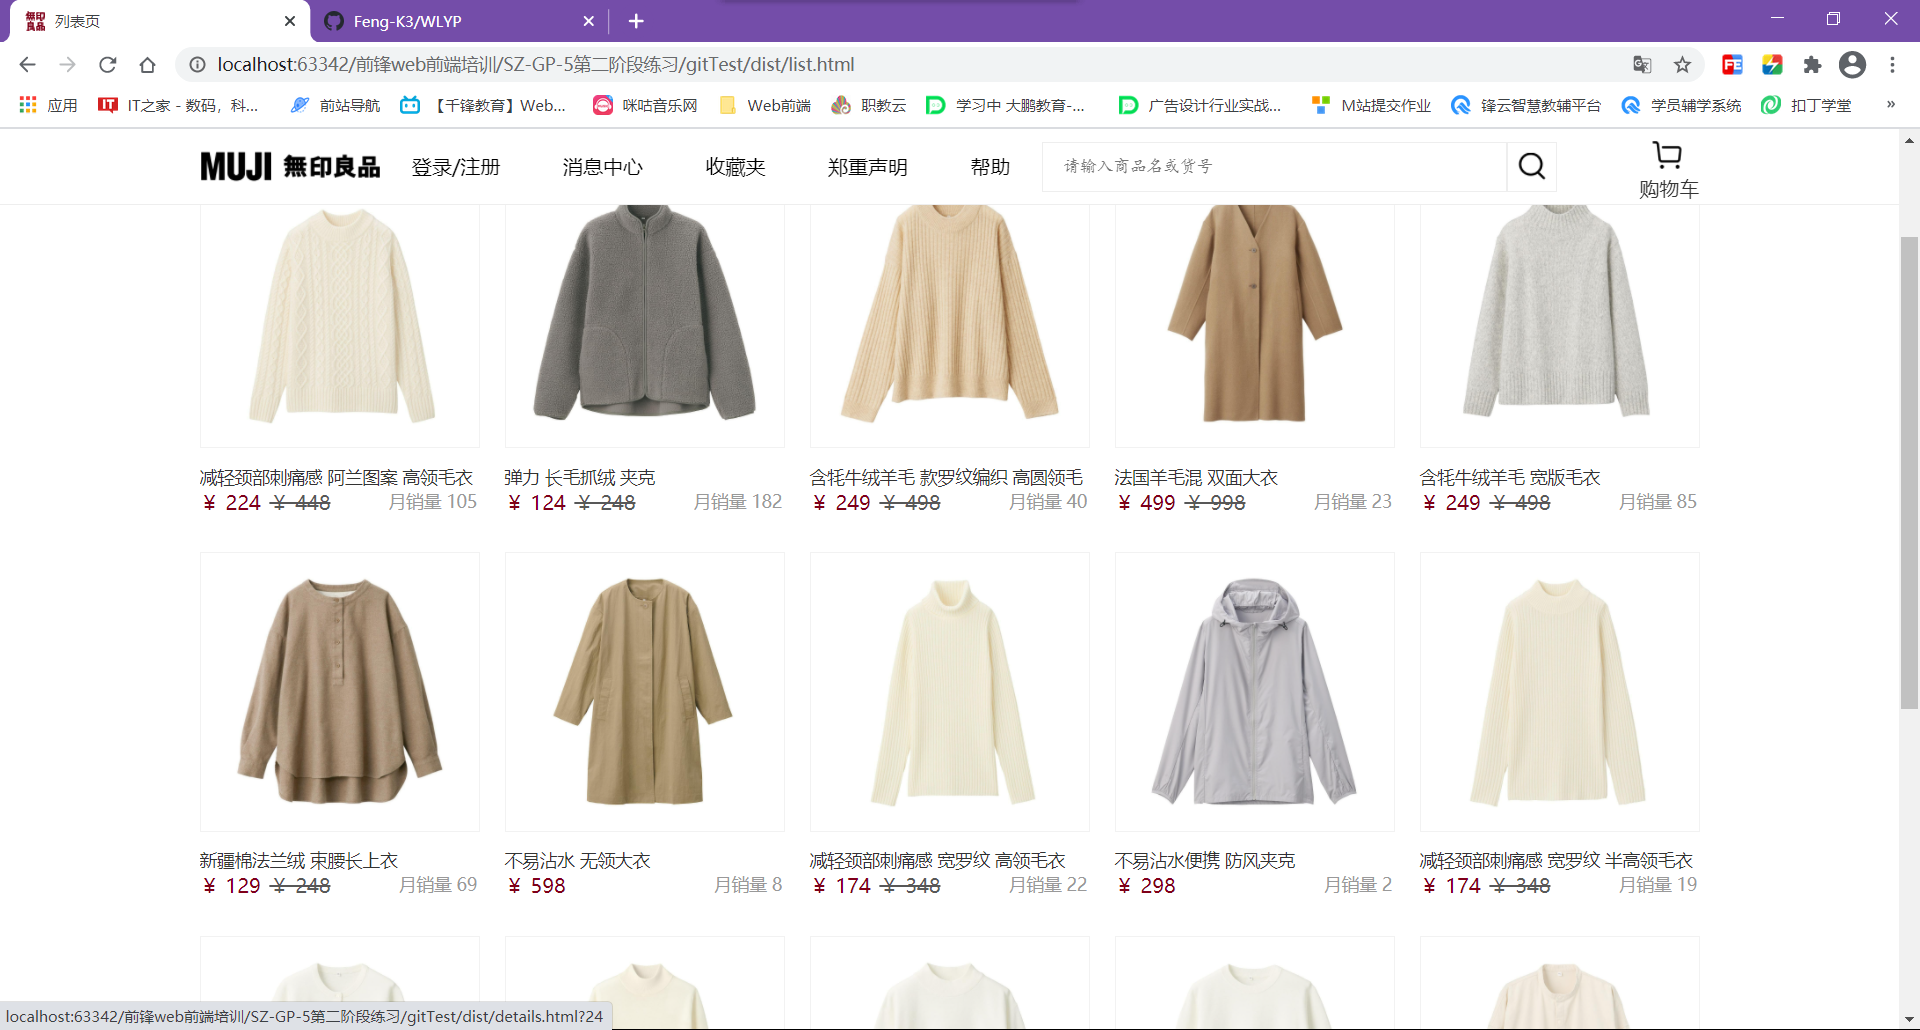 列表页
Feng-K3/WLYP
localhost:63342/前锋web前端培训/SZ-GP-5第二阶段练习/gitTest/dist/list.html
应用 IT之家 - 数码，科... 前站导航 【千锋教育】Web... 咪咕音乐网 Web前端 职教云 学习中 大鹏教育-... 广告设计行业实战... M站提交作业 锋云智慧教辅平台 学员辅学系统 扣丁学堂 »
MUJI 無印良品 登录/注册 消息中心 收藏夹 郑重声明 帮助 请输入商品名或货号 购物车
减轻颈部刺痛感 阿兰图案 高领毛衣
¥ 224 ¥ 448 月销量 105
弹力 长毛抓绒 夹克
¥ 124 ¥ 248 月销量 182
含牦牛绒羊毛 款罗纹编织 高圆领毛
¥ 249 ¥ 498 月销量 40
法国羊毛混 双面大衣
¥ 499 ¥ 998 月销量 23
含牦牛绒羊毛 宽版毛衣
¥ 249 ¥ 498 月销量 85
新疆棉法兰绒 束腰长上衣
¥ 129 ¥ 248 月销量 69
不易沾水 无领大衣
¥ 598 月销量 8
减轻颈部刺痛感 宽罗纹 高领毛衣
¥ 174 ¥ 348 月销量 22
不易沾水便携 防风夹克
¥ 298 月销量 2
减轻颈部刺痛感 宽罗纹 半高领毛衣
¥ 174 ¥ 348 月销量 19
localhost:63342/前锋web前端培训/SZ-GP-5第二阶段练习/gitTest/dist/details.html?24